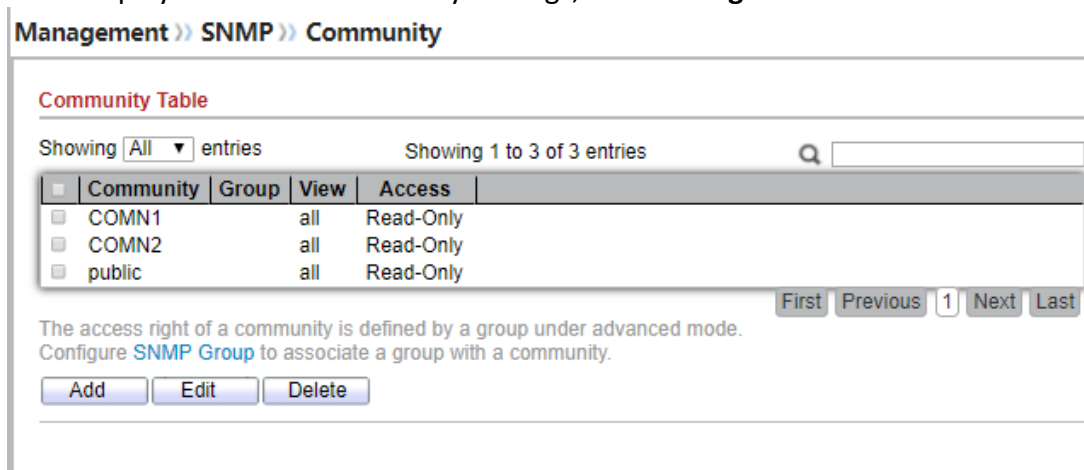 Management » SNMP » Community
Community Table
Showing All ▼ entries Showing 1 to 3 of 3 entries
Community Group View Access
COMN1 all Read-Only
COMN2 all Read-Only
public all Read-Only
First Previous 1 Next Last
The access right of a community is defined by a group under advanced mode.
Configure SNMP Group to associate a group with a community.
Add Edit Delete